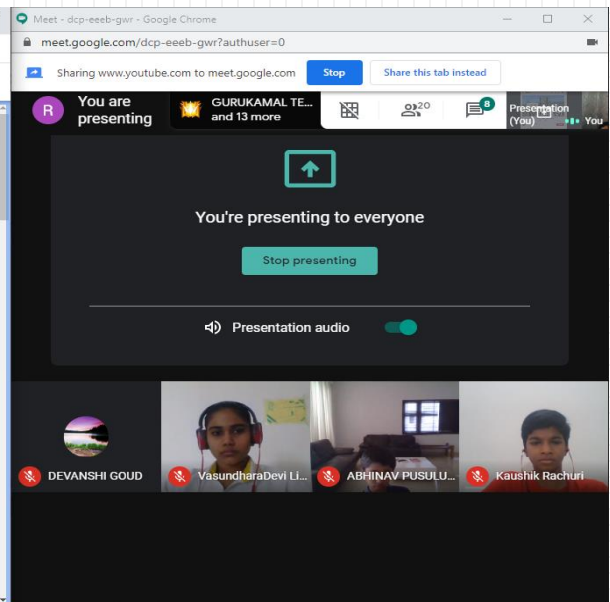 Meet - dcp-eeeb-gwr - Google Chrome
meet.google.com/dcp-eeeb-gwr?authuser=0
Sharing www.youtube.com to meet.google.com Stop Share this tab instead
R You are presenting
GURUKAMAL TE... and 13 more
20
8
Presentation (You)
You
You're presenting to everyone
Stop presenting
Presentation audio
DEVANSHI GOUD
VasundharaDevi Li...
ABHINAV PUSULU...
Kaushik Rachuri